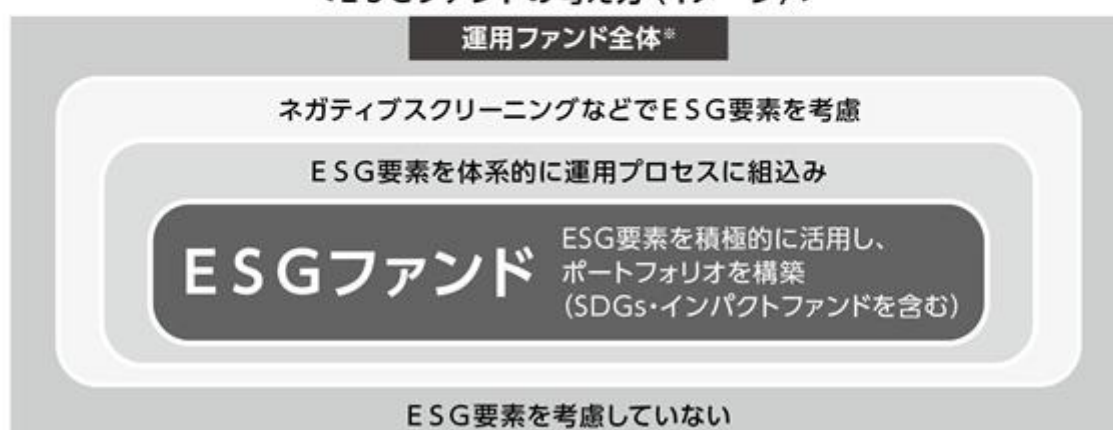 運用ファンド全体※
ネガティブスクリーニングなどでESG要素を考慮
ESG要素を体系的に運用プロセスに組込み
ESGファンド
ESG要素を積極的に活用し、
ポートフォリオを構築
(SDGs・インパクトファンドを含む)
ESG要素を考慮していない